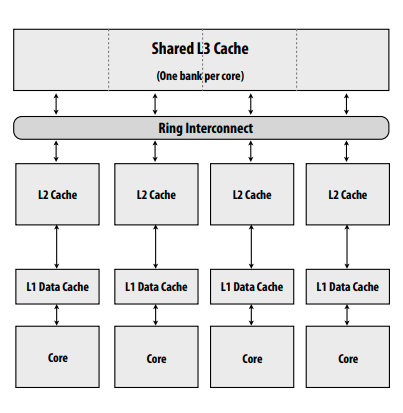 Shared L3 Cache
(One bank per core)
Ring Interconnect
L2 Cache L2 Cache L2 Cache L2 Cache
L1 Data Cache L1 Data Cache L1 Data Cache L1 Data Cache
Core Core Core Core